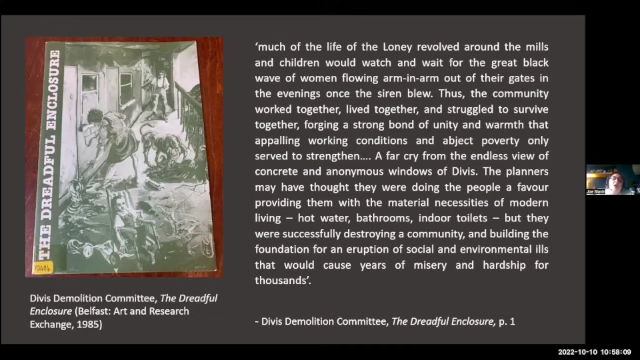 THE DREADFUL ENCLOSURE
Divis Demolition Committee, The Dreadful
Enclosure (Belfast: Art and Research
Exchange, 1985)
‘much of the life of the Loney revolved around the mills
and children would watch and wait for the great black
wave of women flowing arm-in-arm out of their gates in
the evenings once the siren blew. Thus, the community
worked together, lived together, and struggled to survive
together, forging a strong bond of unity and warmth that
appalling working conditions and abject poverty only
served to strengthen…. A far cry from the endless view of
concrete and anonymous windows of Divis. The planners
may have thought they were doing the people a favour
providing them with the material necessities of modern
living – hot water, bathrooms, indoor toilets – but they
were successfully destroying a community, and building the
foundation for an eruption of social and environmental ills
that would cause years of misery and hardship for
thousands’.
- Divis Demolition Committee, The Dreadful Enclosure, p. 1
2022-10-10 10:58:09